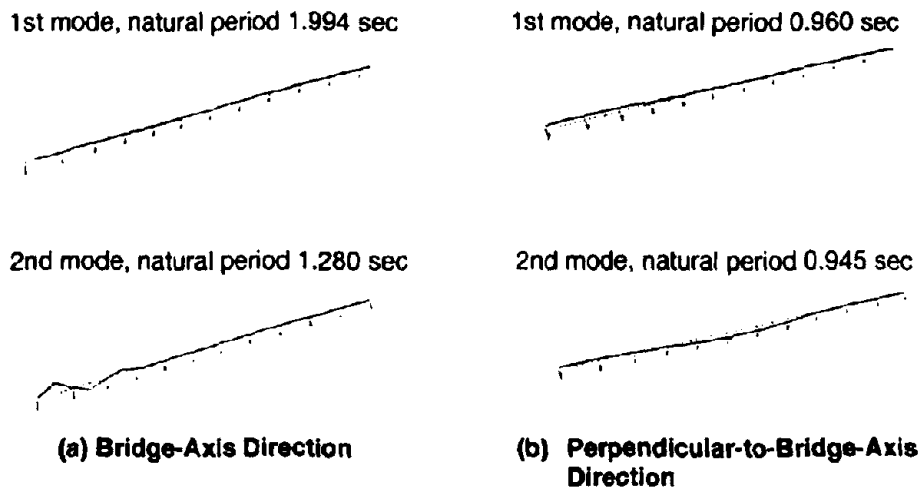 1st mode, natural period 1.994 sec
1st mode, natural period 0.960 sec
2nd mode, natural period 1.280 sec
2nd mode, natural period 0.945 sec
(a) Bridge-Axis Direction
(b) Perpendicular-to-Bridge-Axis
Direction